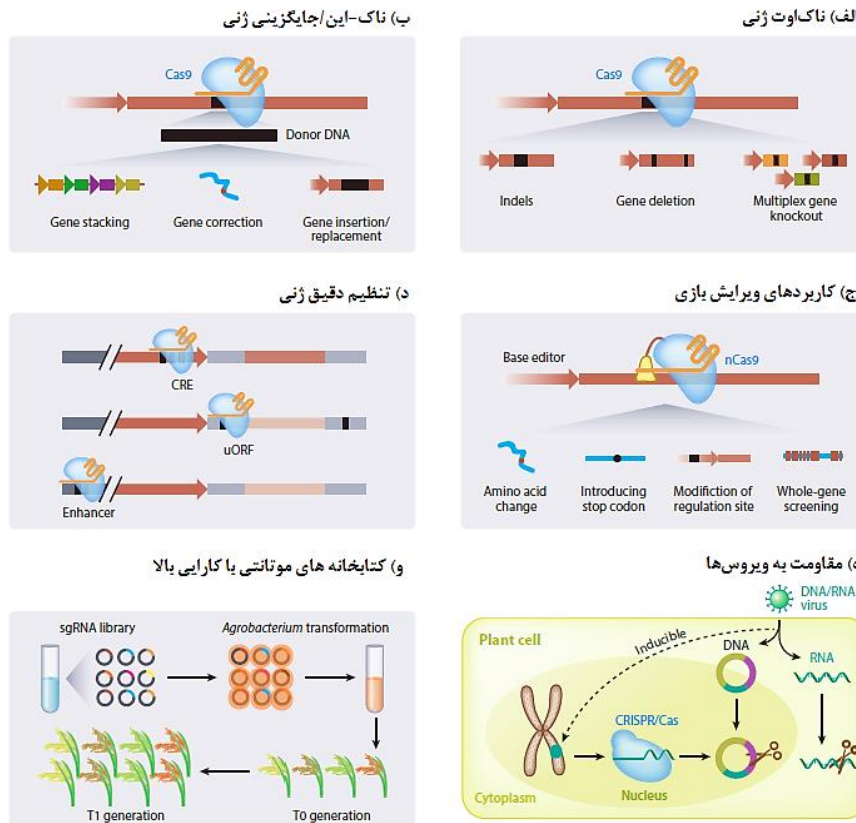 الف) ناک‌اوت ژنی
Cas9
Indels
Gene deletion
Multiplex gene
knockout
ب) ناک-این/جایگزینی ژنی
Cas9
Donor DNA
Gene stacking
Gene correction
Gene insertion/
replacement
ج) کاربردهای ویرایش بازی
Base editor
nCas9
Amino acid
change
Introducing
stop codon
Modifiction of
regulation site
Whole-gene
screening
د) تنظیم دقیق ژنی
CRE
uORF
Enhancer
ه) مقاومت به ویروس‌ها
DNA/RNA
virus
Plant cell
Inducible
DNA
RNA
CRISPR/Cas
Nucleus
Cytoplasm
و) کتابخانه های موتانتی با کارایی بالا
sgRNA library
Agrobacterium transformation
T1 generation
T0 generation